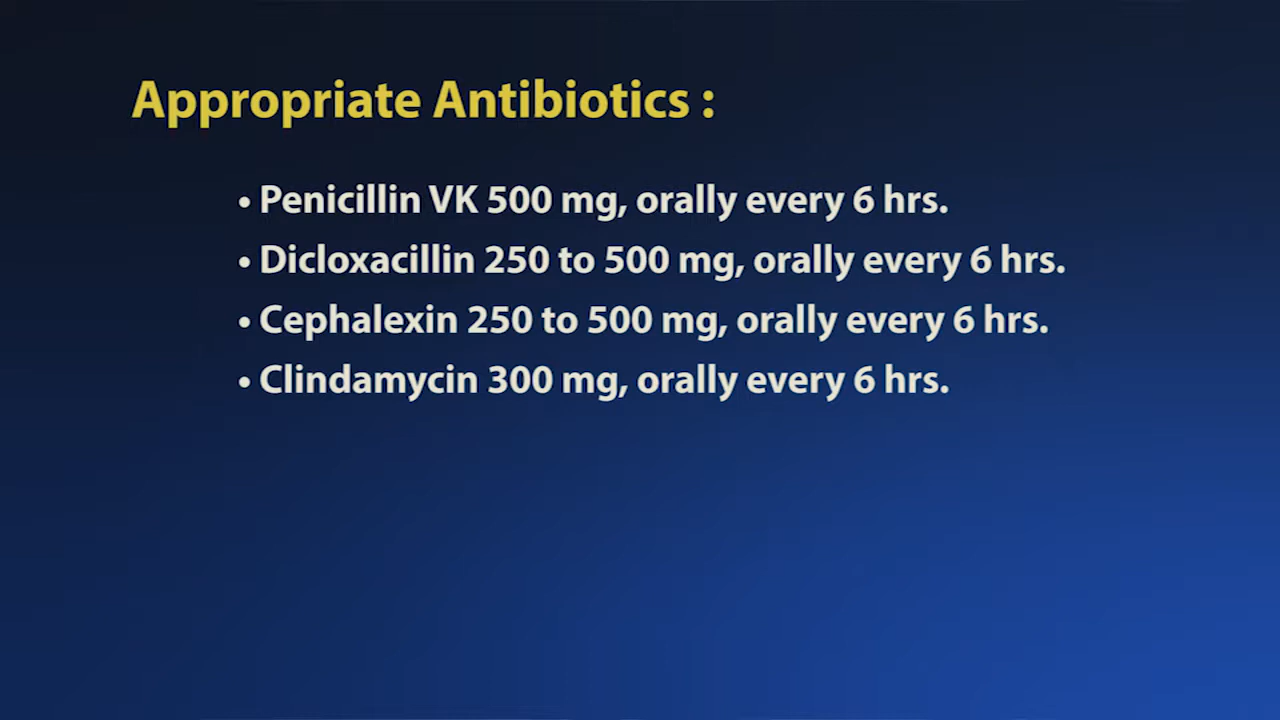 Appropriate Antibiotics :
• Penicillin VK 500 mg, orally every 6 hrs.
• Dicloxacillin 250 to 500 mg, orally every 6 hrs.
• Cephalexin 250 to 500 mg, orally every 6 hrs.
• Clindamycin 300 mg, orally every 6 hrs.